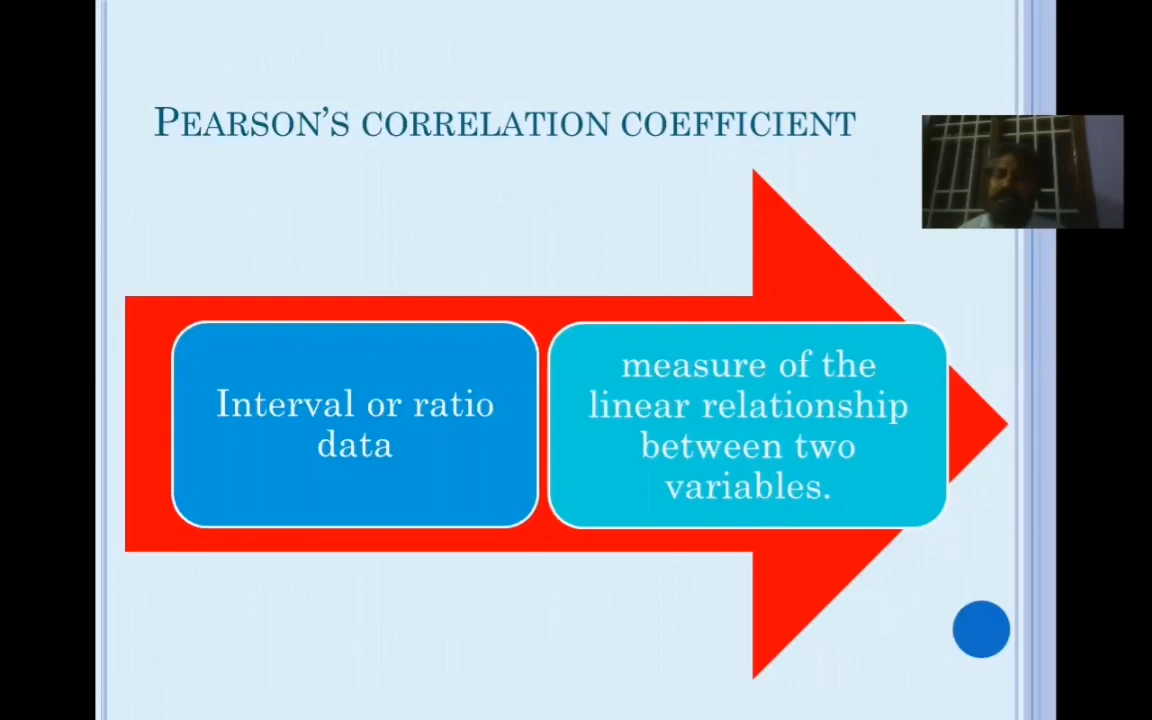 PEARSON'S CORRELATION COEFFICIENT
Interval or ratio
data
measure of the
linear relationship
between two
variables.